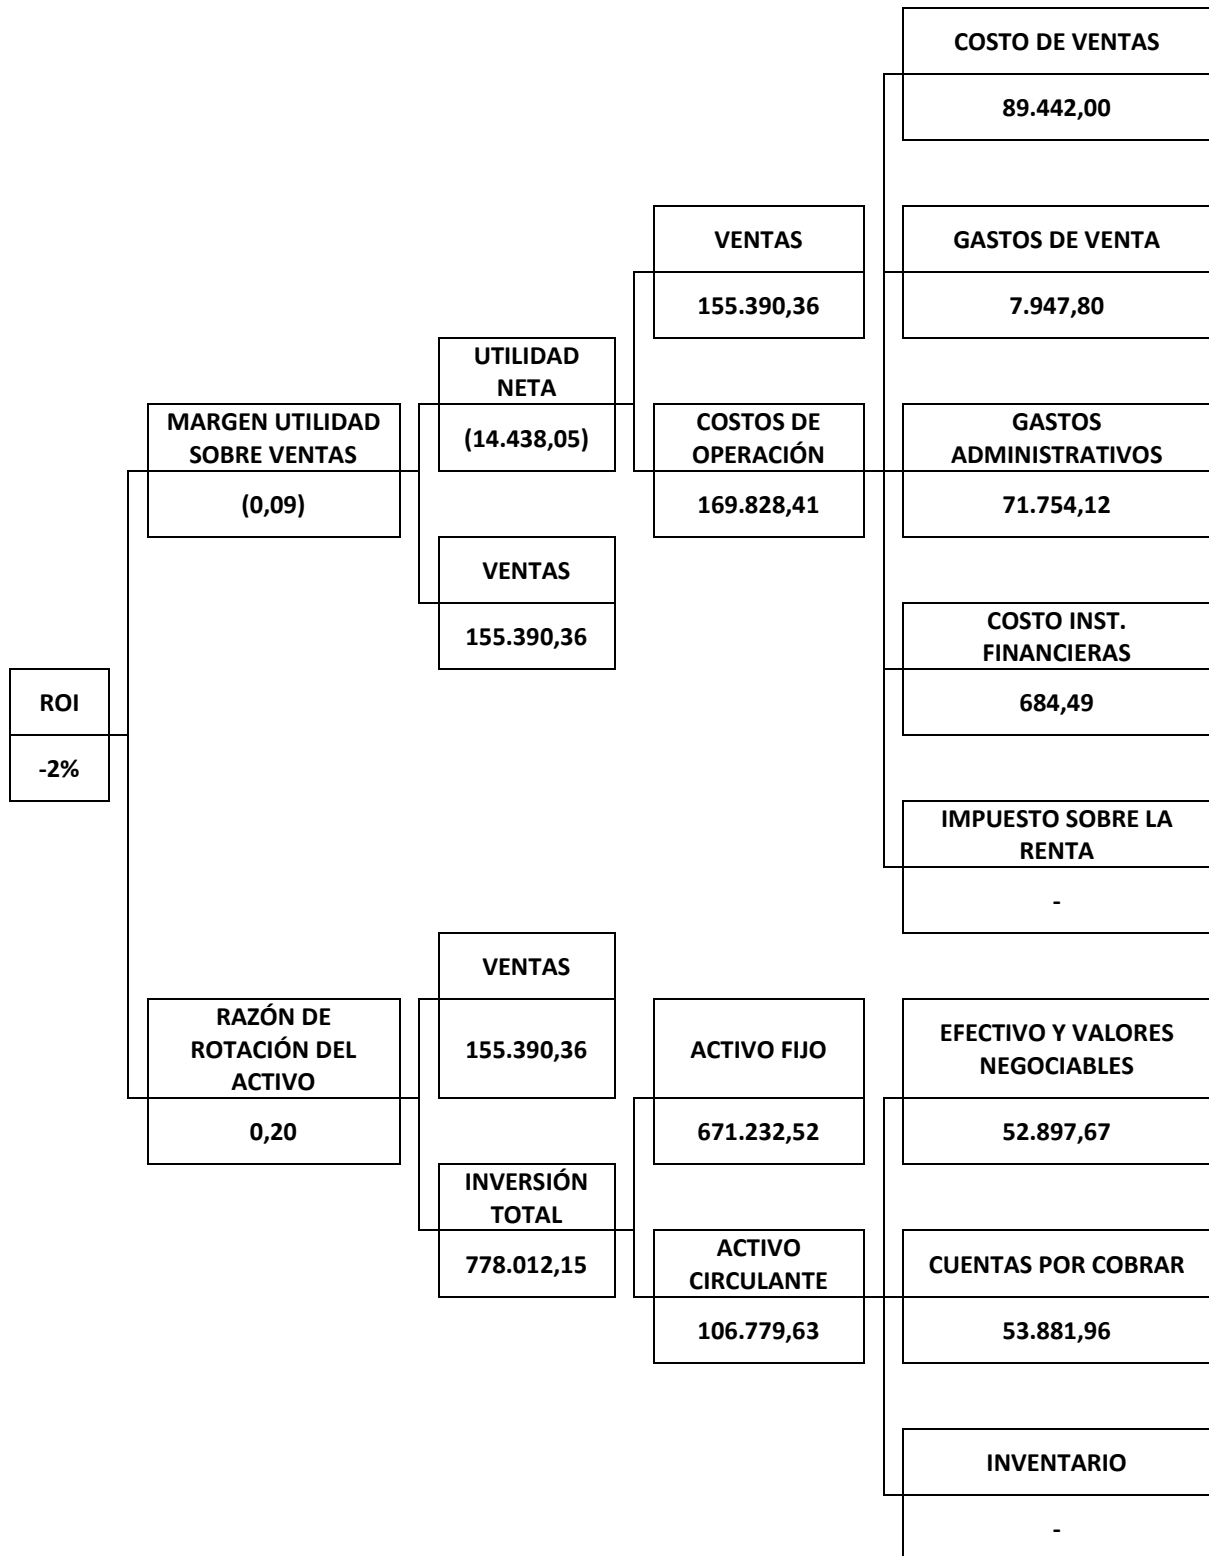 COSTO DE VENTAS
89.442,00
VENTAS
155.390,36
GASTOS DE VENTA
7.947,80
UTILIDAD
NETA
(14.438,05)
MARGEN UTILIDAD
SOBRE VENTAS
(0,09)
COSTOS DE
OPERACIÓN
169.828,41
GASTOS
ADMINISTRATIVOS
71.754,12
VENTAS
155.390,36
COSTO INST.
FINANCIERAS
684,49
ROI
-2%
IMPUESTO SOBRE LA
RENTA
-
VENTAS
155.390,36
RAZÓN DE
ROTACIÓN DEL
ACTIVO
0,20
ACTIVO FIJO
671.232,52
EFECTIVO Y VALORES
NEGOCIABLES
52.897,67
INVERSIÓN
TOTAL
778.012,15
ACTIVO
CIRCULANTE
106.779,63
CUENTAS POR COBRAR
53.881,96
INVENTARIO
-